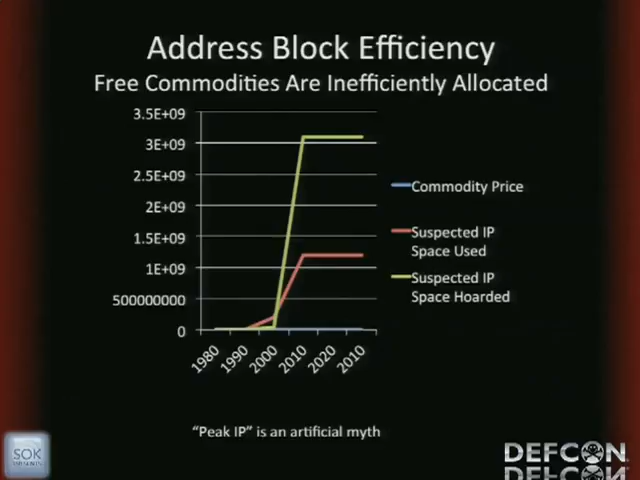 Address Block Efficiency
Free Commodities Are Inefficiently Allocated
3.5E+09
3E+09
2.5E+09
2E+09
1.5E+09
1E+09
500000000
0
1980
1990
2000
2010
2020
2010
Commodity Price
Suspected IP
Space Used
Suspected IP
Space Hoarded
"Peak IP" is an artificial myth
SOK
DEFCON